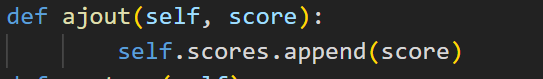 def ajout(self, score):
        self.scores.append(score)